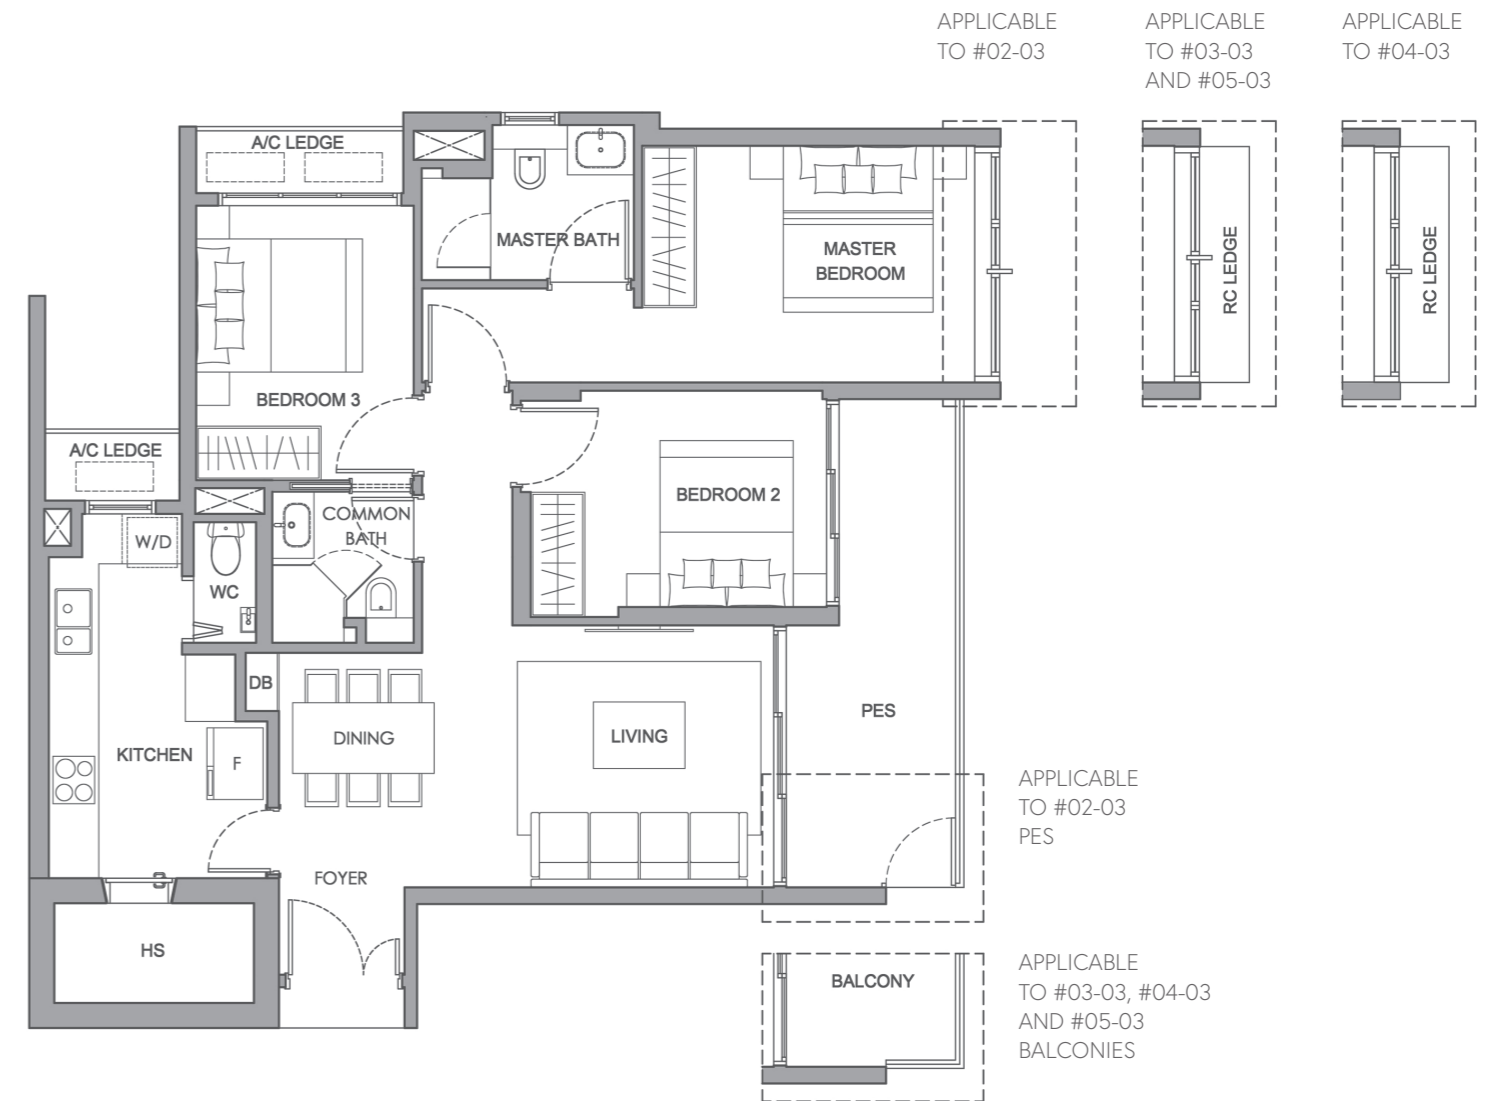 APPLICABLE
TO #02-03
APPLICABLE
TO #03-03
AND #05-03
APPLICABLE
TO #04-03
A/C LEDGE
MASTER BATH
MASTER
BEDROOM
RC LEDGE
RC LEDGE
BEDROOM 3
A/C LEDGE
BEDROOM 2
COMMON
BATH
W/D
WC
DB
PES
DINING
LIVING
KITCHEN
F
APPLICABLE
TO #02-03
PES
FOYER
HS
BALCONY
APPLICABLE
TO #03-03, #04-03
AND #05-03
BALCONIES